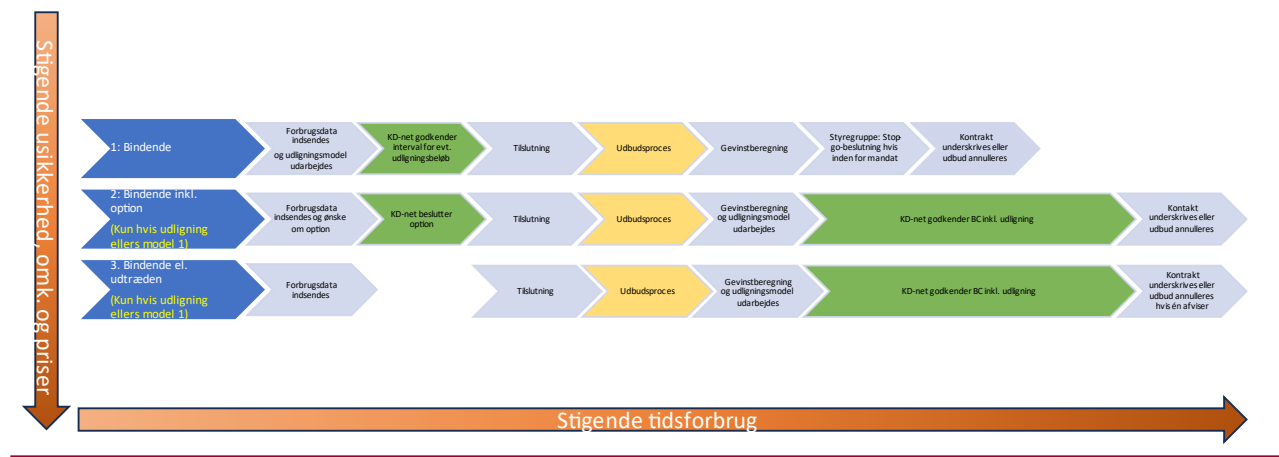 Stigende usikkerhed, omk. og priser
1: Bindende
Forbrugsdata
indsendes
og udligningsmodel
udarbejdes
KD-net godkender
interval for evt.
udligningsbeløb
Tilslutning
Udbudsproces
Gevinstberegning
Styregruppe: Stop-
go-beslutning hvis
inden for mandat
Kontrakt
underskrives eller
udbud annulleres
2: Bindende inkl.
option
(Kun hvis udligning
ellers model 1)
Forbrugsdata
indsendes og ønske
om option
KD-net beslutter
option
Tilslutning
Udbudsproces
Gevinstberegning
og udligningsmodel
udarbejdes
KD-net godkender BC inkl. udligning
Kontakt
underskrives eller
udbud annulleres
3. Bindende el.
udtræden
(Kun hvis udligning
ellers model 1)
Forbrugsdata
indsendes
Tilslutning
Udbudsproces
Gevinstberegning
og udligningsmodel
udarbejdes
KD-net godkender BC inkl. udligning
Kontrakt
underskrives eller
udbud annulleres
hvis én afviser
Stigende tidsforbrug